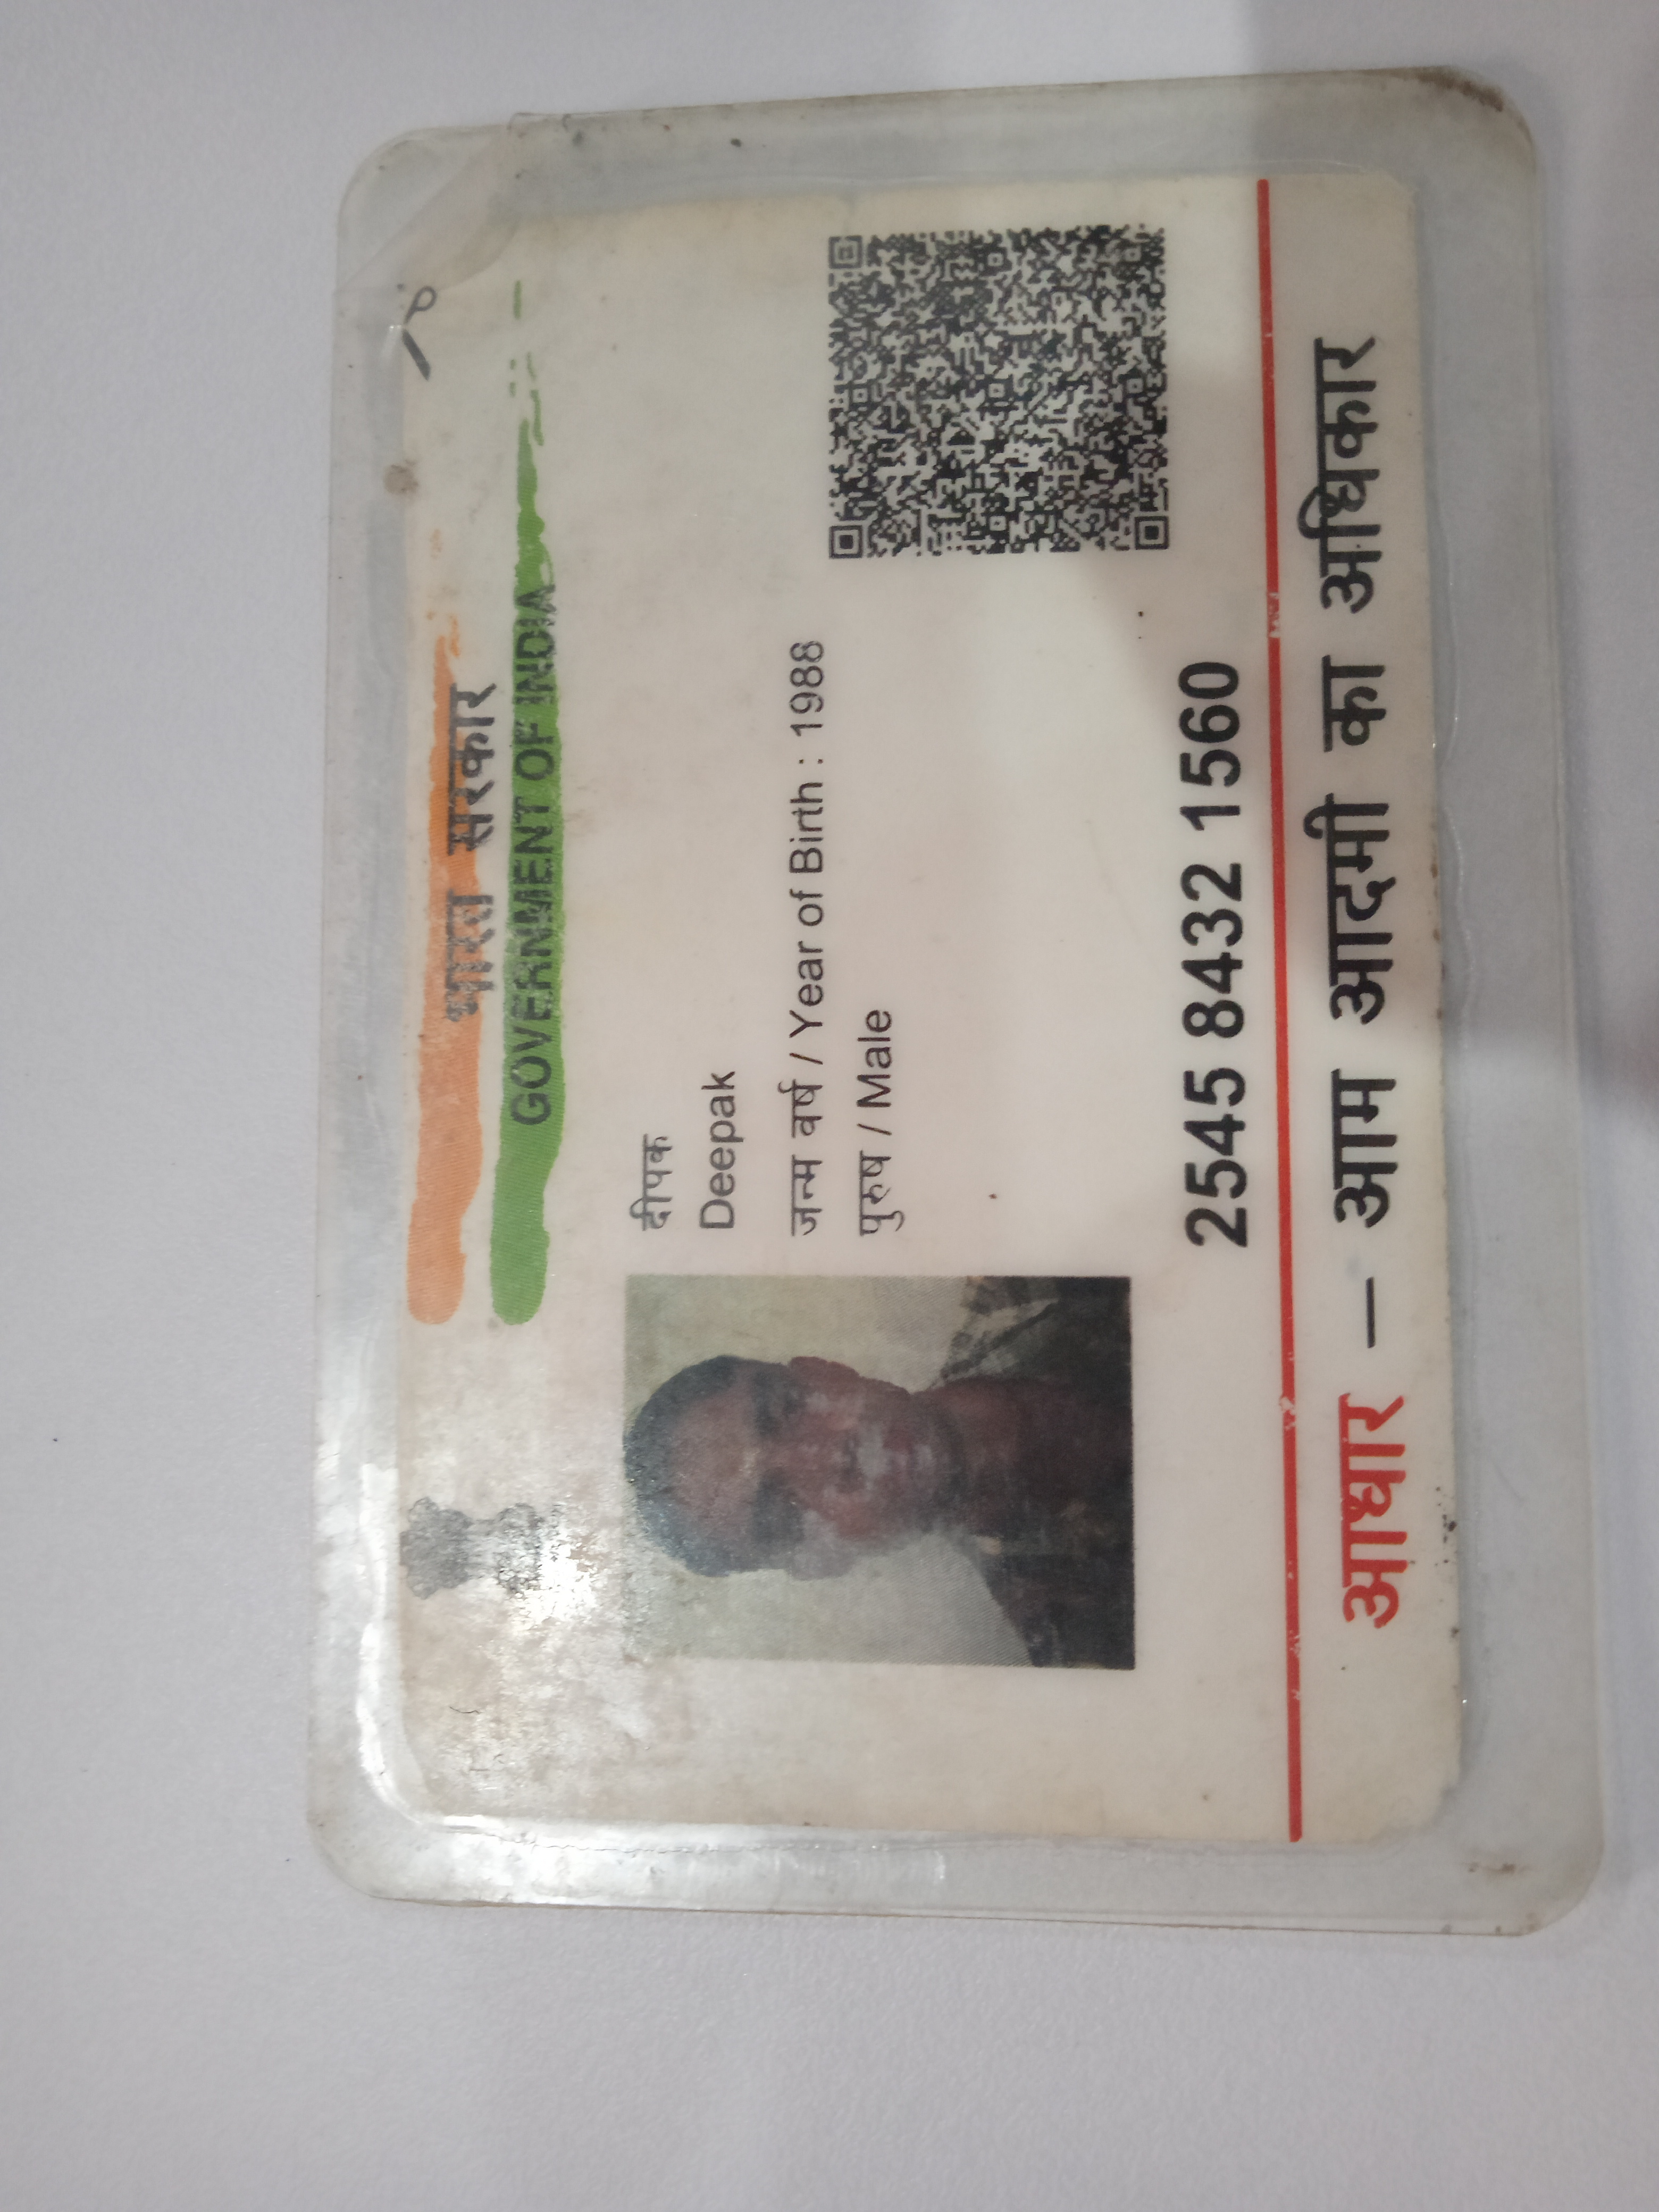 भारत सरकार
GOVERNMENT OF INDIA
दीपक
Deepak
जन्म वर्ष / Year of Birth : 1988
पुरुष / Male
2545 8432 1560
आधार – आम आदमी का अधिकार